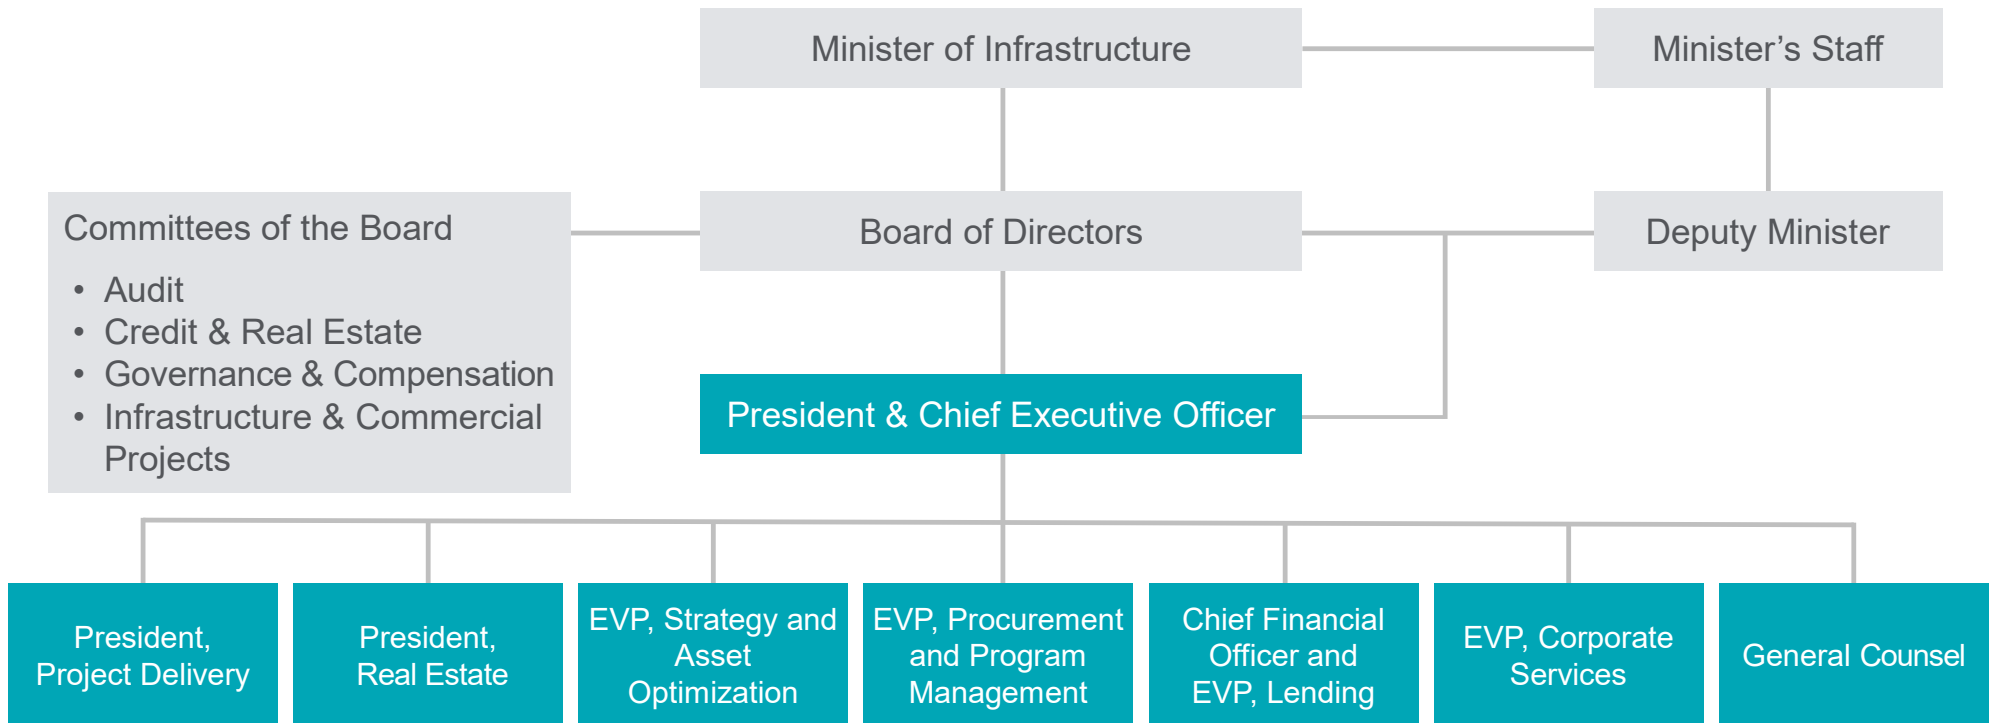 Minister of Infrastructure
Minister’s Staff
Committees of the Board
• Audit
• Credit & Real Estate
• Governance & Compensation
• Infrastructure & Commercial
Projects
Board of Directors
Deputy Minister
President & Chief Executive Officer
President,
Project Delivery
President,
Real Estate
EVP, Strategy and
Asset
Optimization
EVP, Procurement
and Program
Management
Chief Financial
Officer and
EVP, Lending
EVP, Corporate
Services
General Counsel